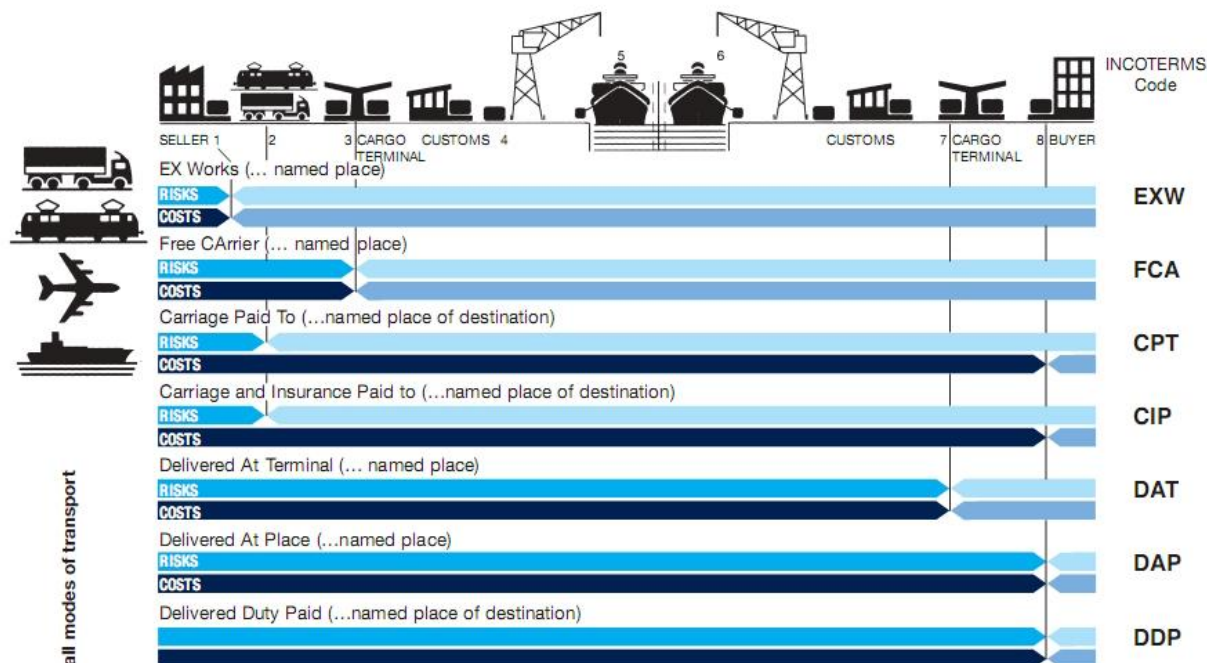 5 6
INCOTERMS
Code
SELLER 1 2 3 CARGO TERMINAL CUSTOMS 4 CUSTOMS 7 CARGO TERMINAL 8 BUYER
EX Works (... named place)
RISKS
COSTS
EXW
Free CArrier (... named place)
RISKS
COSTS
FCA
Carriage Paid To (...named place of destination)
RISKS
COSTS
CPT
Carriage and Insurance Paid to (...named place of destination)
RISKS
COSTS
CIP
Delivered At Terminal (... named place)
RISKS
COSTS
DAT
Delivered At Place (...named place)
RISKS
COSTS
DAP
Delivered Duty Paid (...named place of destination)
DDP
all modes of transport